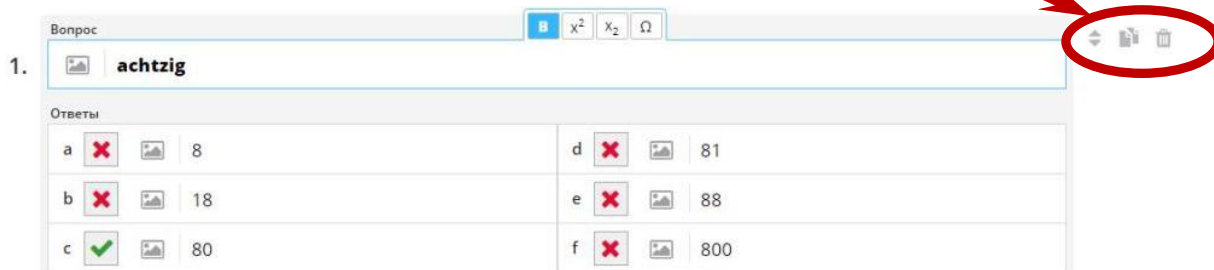 Вопрос
B x² x₂ Ω
1. achtzig
Ответы
a 8
d 81
b 18
e 88
c 80
f 800